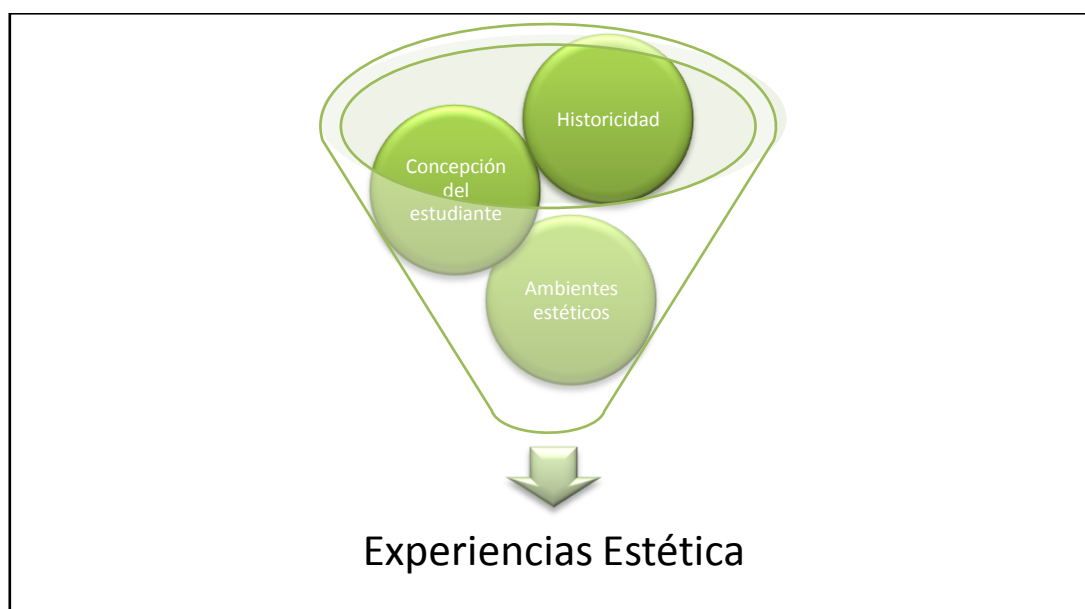 Historicidad
Concepción
del
estudiante
Ambientes
estéticos
Experiencias Estética